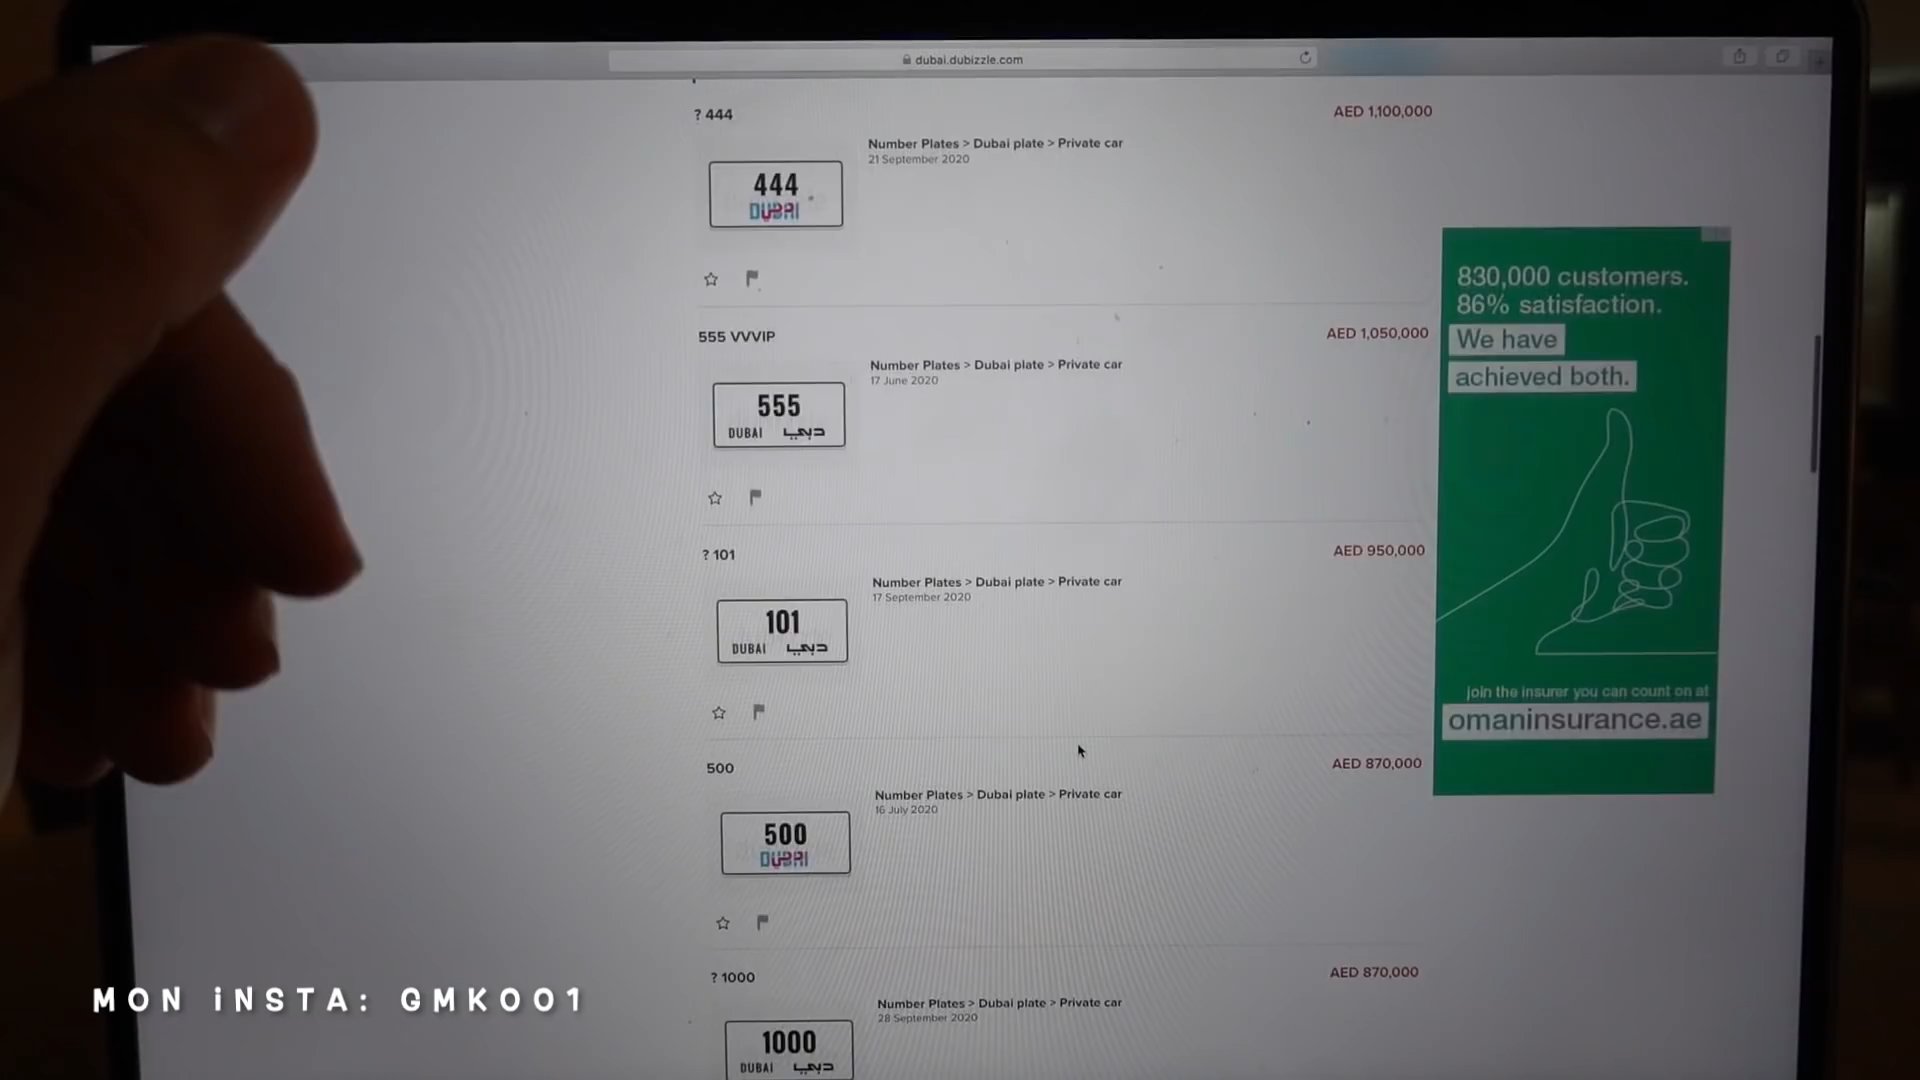 dubai.dubizzle.com
? 444
AED 1,100,000
Number Plates > Dubai plate > Private car
21 September 2020
444
DUBAI
555 VVVIP
AED 1,050,000
Number Plates > Dubai plate > Private car
17 June 2020
555
DUBAI دبي
? 101
AED 950,000
Number Plates > Dubai plate > Private car
17 September 2020
101
DUBAI دبي
500
AED 870,000
Number Plates > Dubai plate > Private car
16 July 2020
500
DUBAI
? 1000
AED 870,000
Number Plates > Dubai plate > Private car
28 September 2020
1000
DUBAI دبي
830,000 customers.
86% satisfaction.
We have
achieved both.
join the insurer you can count on at
omaninsurance.ae
MON iNSTA: GMK001